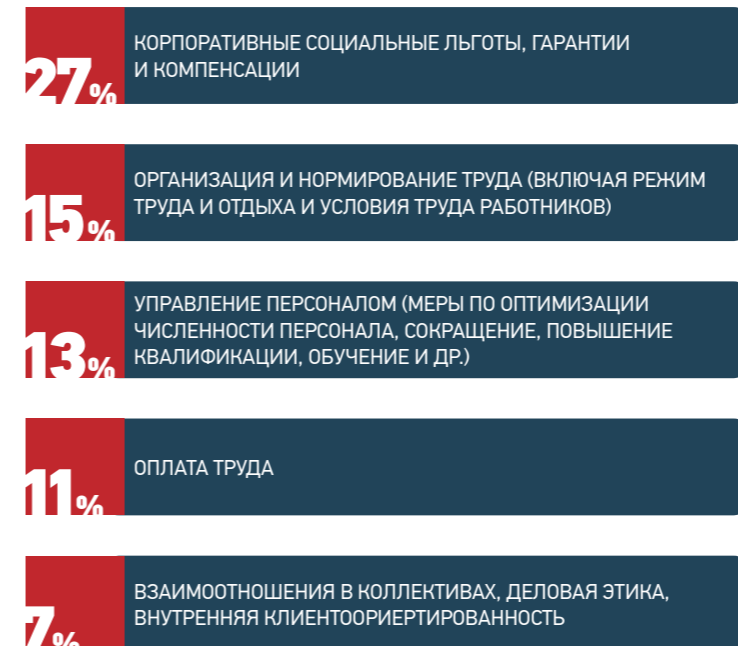 27%
КОРПОРАТИВНЫЕ СОЦИАЛЬНЫЕ ЛЬГОТЫ, ГАРАНТИИ
И КОМПЕНСАЦИИ
15%
ОРГАНИЗАЦИЯ И НОРМИРОВАНИЕ ТРУДА (ВКЛЮЧАЯ РЕЖИМ
ТРУДА И ОТДЫХА И УСЛОВИЯ ТРУДА РАБОТНИКОВ)
13%
УПРАВЛЕНИЕ ПЕРСОНАЛОМ (МЕРЫ ПО ОПТИМИЗАЦИИ
ЧИСЛЕННОСТИ ПЕРСОНАЛА, СОКРАЩЕНИЕ, ПОВЫШЕНИЕ
КВАЛИФИКАЦИИ, ОБУЧЕНИЕ И ДР.)
11%
ОПЛАТА ТРУДА
7%
ВЗАИМООТНОШЕНИЯ В КОЛЛЕКТИВАХ, ДЕЛОВАЯ ЭТИКА,
ВНУТРЕННЯЯ КЛИЕНТООРИЕРТИРОВАННОСТЬ